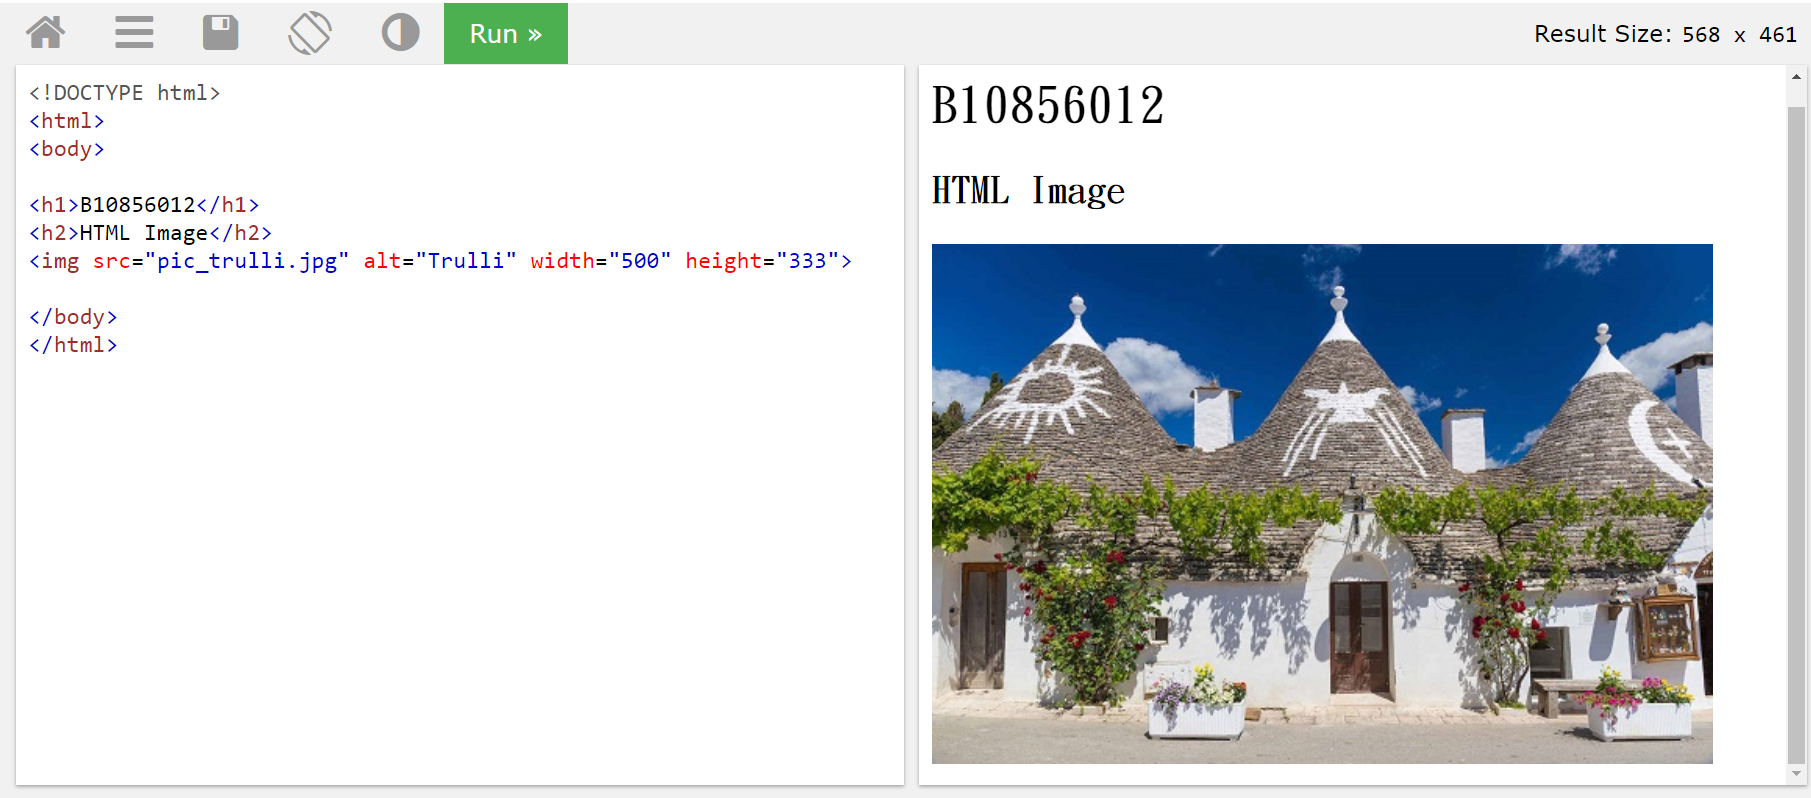 Run »
Result Size: 568 x 461
<!DOCTYPE html>
<html>
<body>
<h1>B10856012</h1>
<h2>HTML Image</h2>
<img src="pic_trulli.jpg" alt="Trulli" width="500" height="333">
</body>
</html>
B10856012
HTML Image